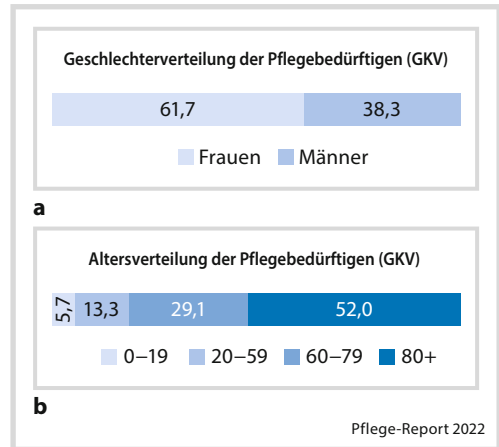 Geschlechterverteilung der Pflegebedürftigen (GKV)
61,7 38,3
Frauen Männer
a
Altersverteilung der Pflegebedürftigen (GKV)
5,7 13,3 29,1 52,0
0–19 20–59 60–79 80+
b
Pflege-Report 2022